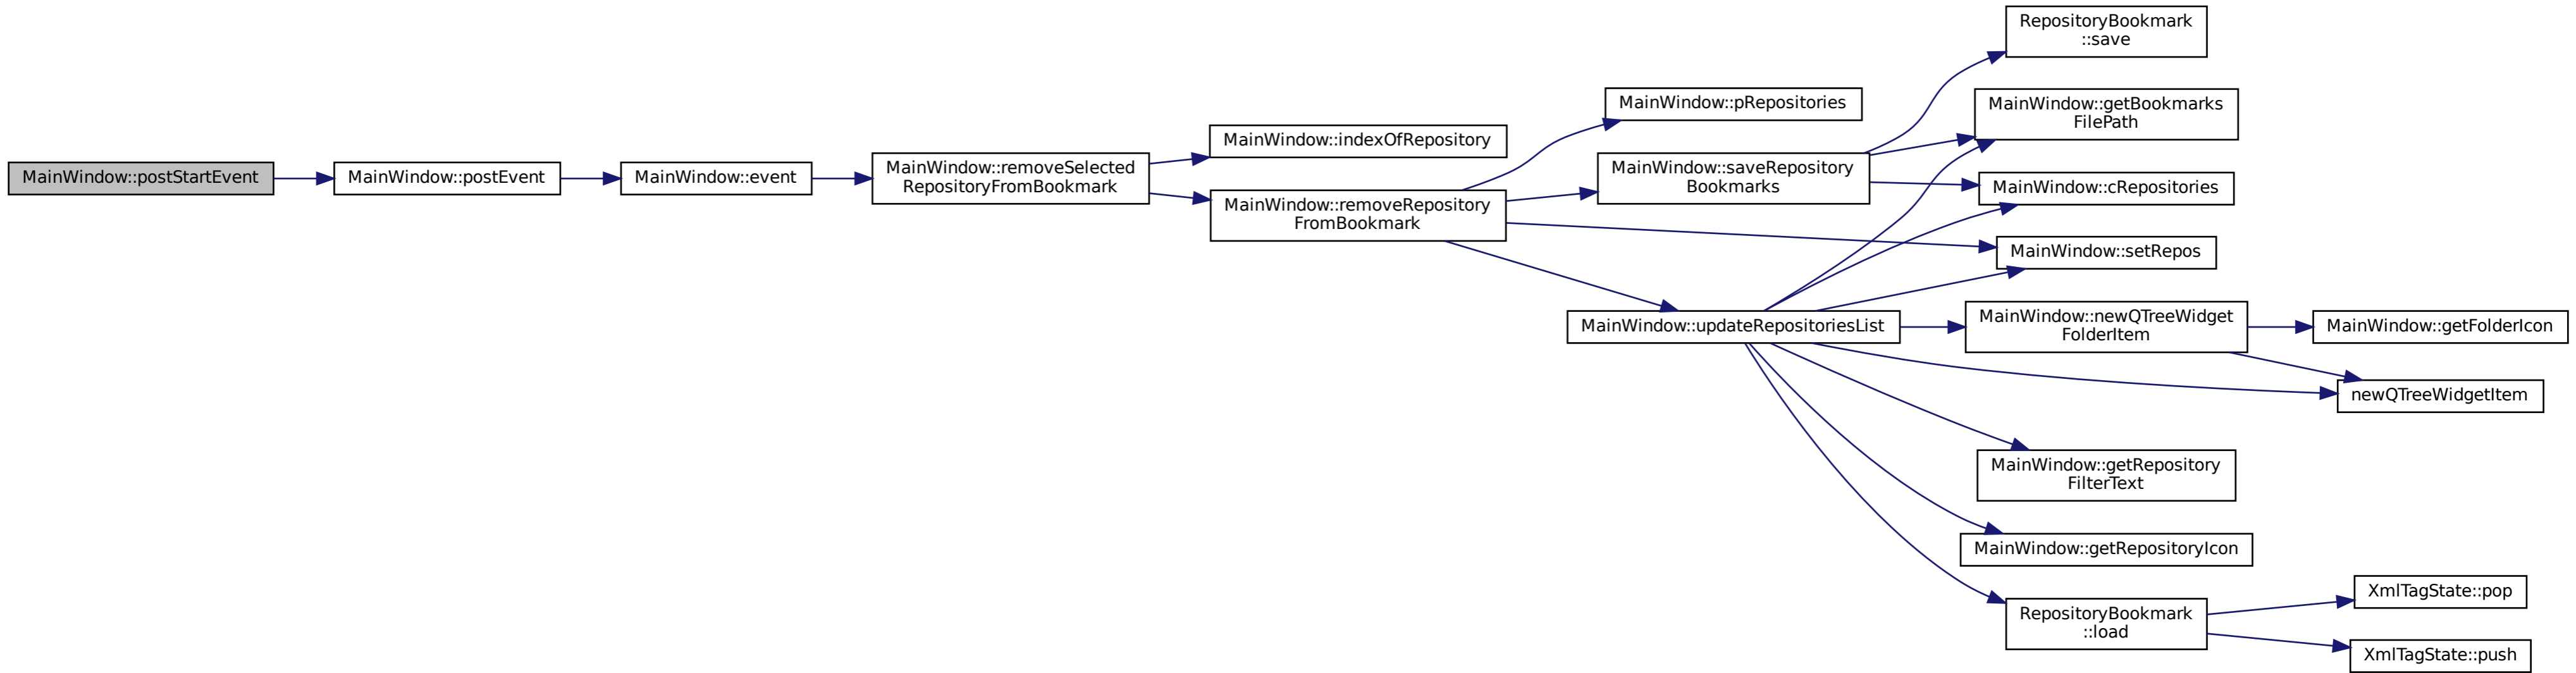 MainWindow::postStartEvent
MainWindow::postEvent
MainWindow::event
MainWindow::removeSelected
RepositoryFromBookmark
MainWindow::indexOfRepository
MainWindow::removeRepository
FromBookmark
MainWindow::pRepositories
MainWindow::saveRepository
Bookmarks
MainWindow::updateRepositoriesList
RepositoryBookmark
::save
MainWindow::getBookmarks
FilePath
MainWindow::cRepositories
MainWindow::setRepos
MainWindow::newQTreeWidget
FolderItem
MainWindow::getRepository
FilterText
MainWindow::getRepositoryIcon
RepositoryBookmark
::load
MainWindow::getFolderIcon
newQTreeWidgetItem
XmlTagState::pop
XmlTagState::push